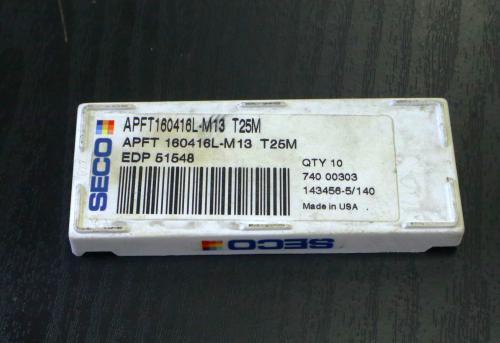 SECO
APFT160416L-M13 T25M
APFT 160416L-M13 T25M
EDP 51548
QTY 10
740 00303
143456-5/140
Made in USA
SECO